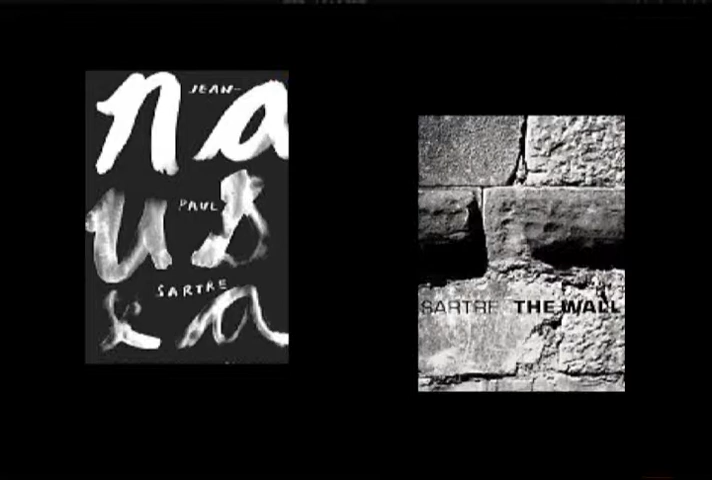 na
JEAN-
us
PAUL
SARTRE
ea
SARTRE THE WALL